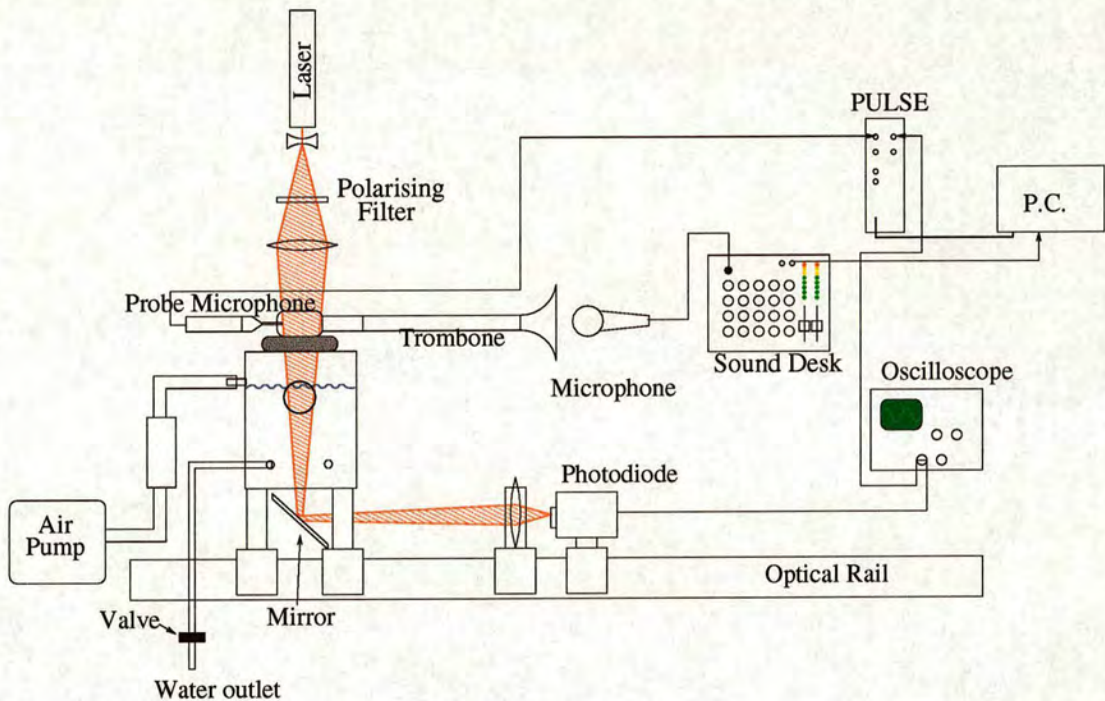 Laser
PULSE
Polarising
Filter
P.C.
Probe Microphone
Trombone
Microphone
Sound Desk
Oscilloscope
Photodiode
Air
Pump
Optical Rail
Valve
Mirror
Water outlet